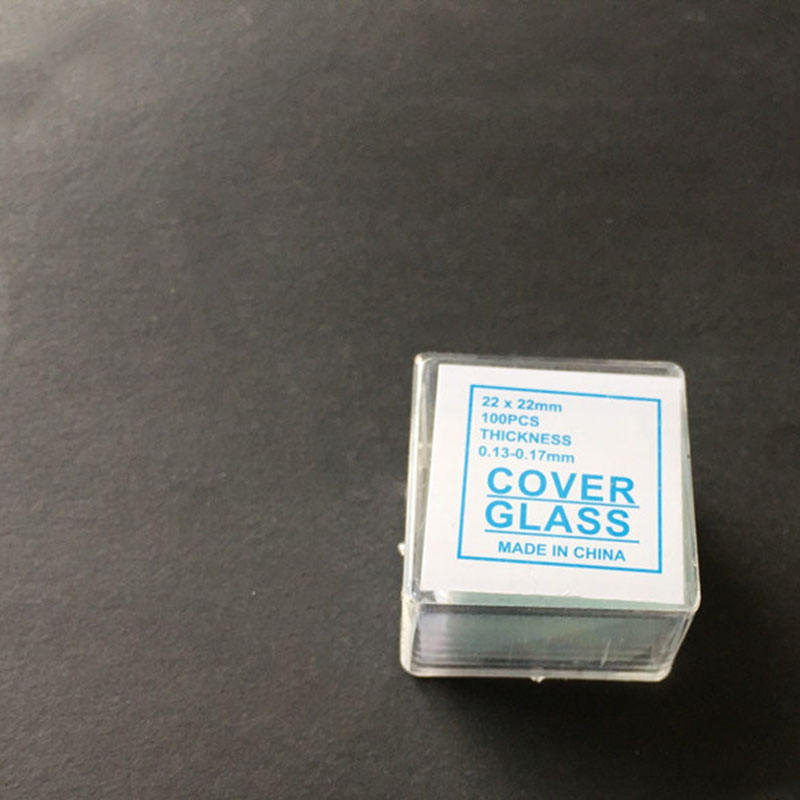 22 x 22mm
100PCS
THICKNESS
0.13-0.17mm
COVER
GLASS
MADE IN CHINA